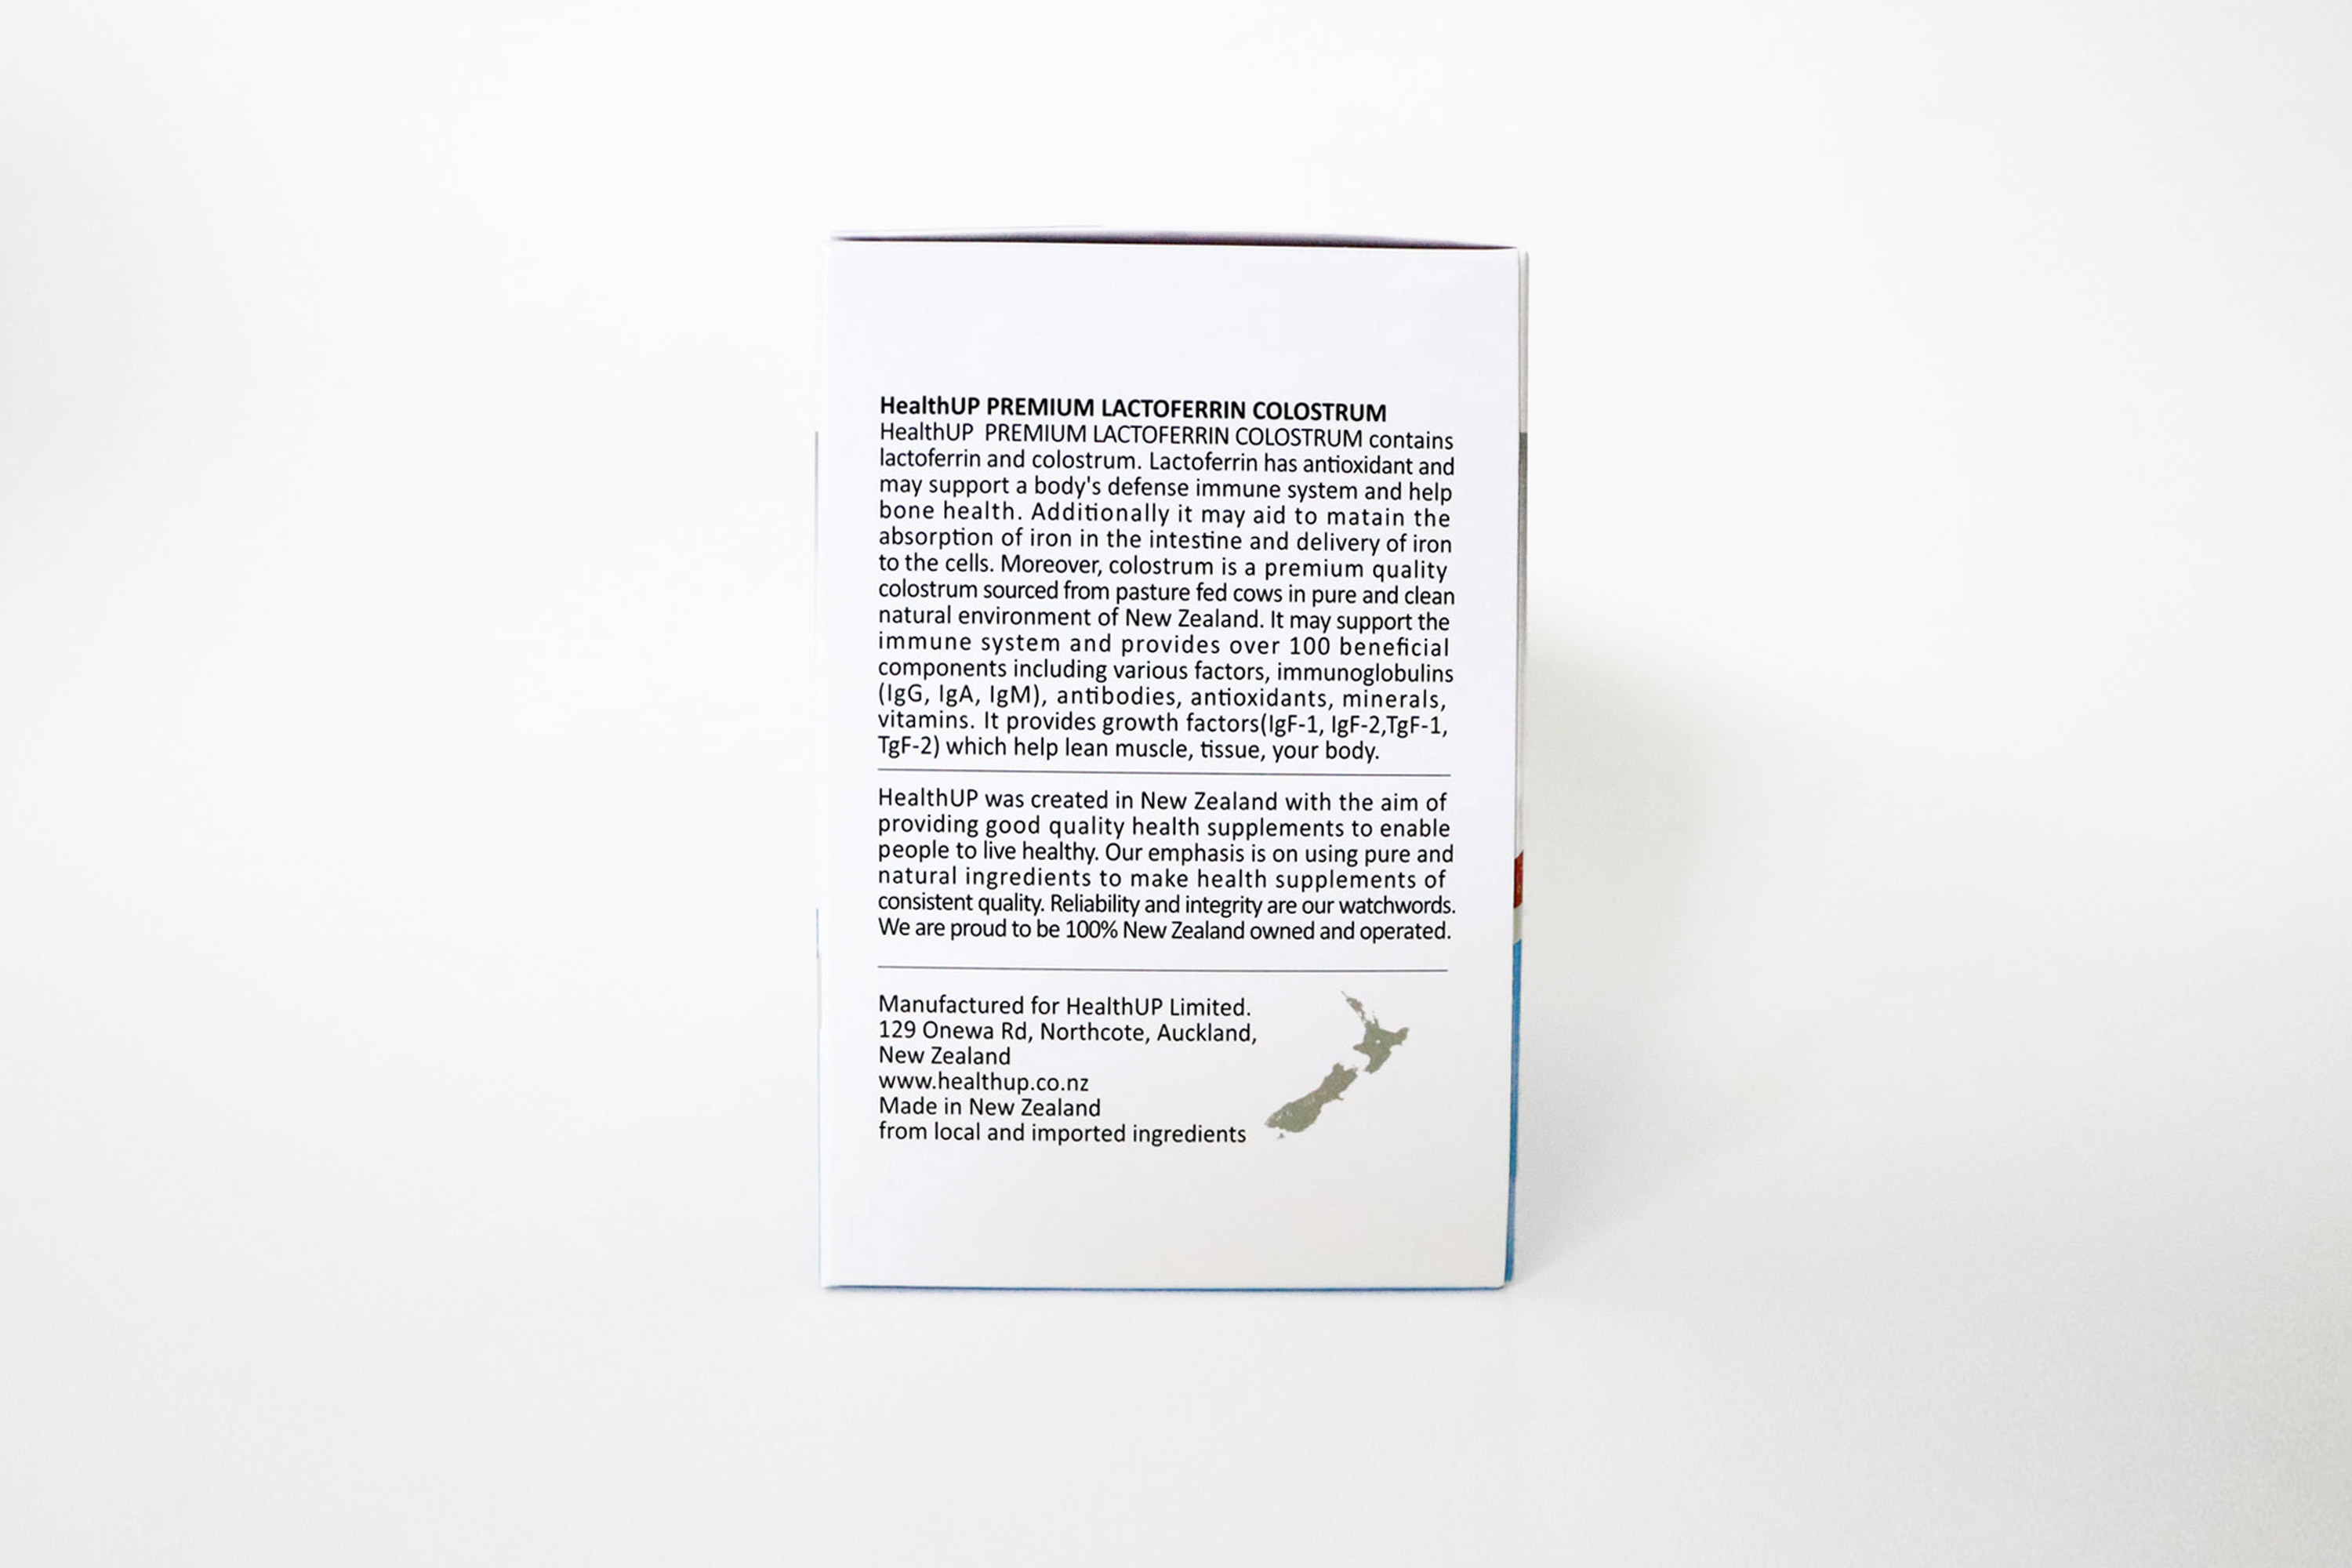 HealthUP PREMIUM LACTOFERRIN COLOSTRUM
HealthUP  PREMIUM LACTOFERRIN COLOSTRUM contains
lactoferrin and colostrum. Lactoferrin has antioxidant and
may support a body's defense immune system and help
bone health. Additionally it may aid to matain the
absorption of iron in the intestine and delivery of iron
to the cells. Moreover, colostrum is a premium quality
colostrum sourced from pasture fed cows in pure and clean
natural environment of New Zealand. It may support the
immune system and provides over 100 beneficial
components including various factors, immunoglobulins
(IgG, IgA, IgM), antibodies, antioxidants, minerals,
vitamins. It provides growth factors(IgF-1, IgF-2,TgF-1,
TgF-2) which help lean muscle, tissue, your body.
HealthUP was created in New Zealand with the aim of
providing good quality health supplements to enable
people to live healthy. Our emphasis is on using pure and
natural ingredients to make health supplements of
consistent quality. Reliability and integrity are our watchwords.
We are proud to be 100% New Zealand owned and operated.
Manufactured for HealthUP Limited.
129 Onewa Rd, Northcote, Auckland,
New Zealand
www.healthup.co.nz
Made in New Zealand
from local and imported ingredients